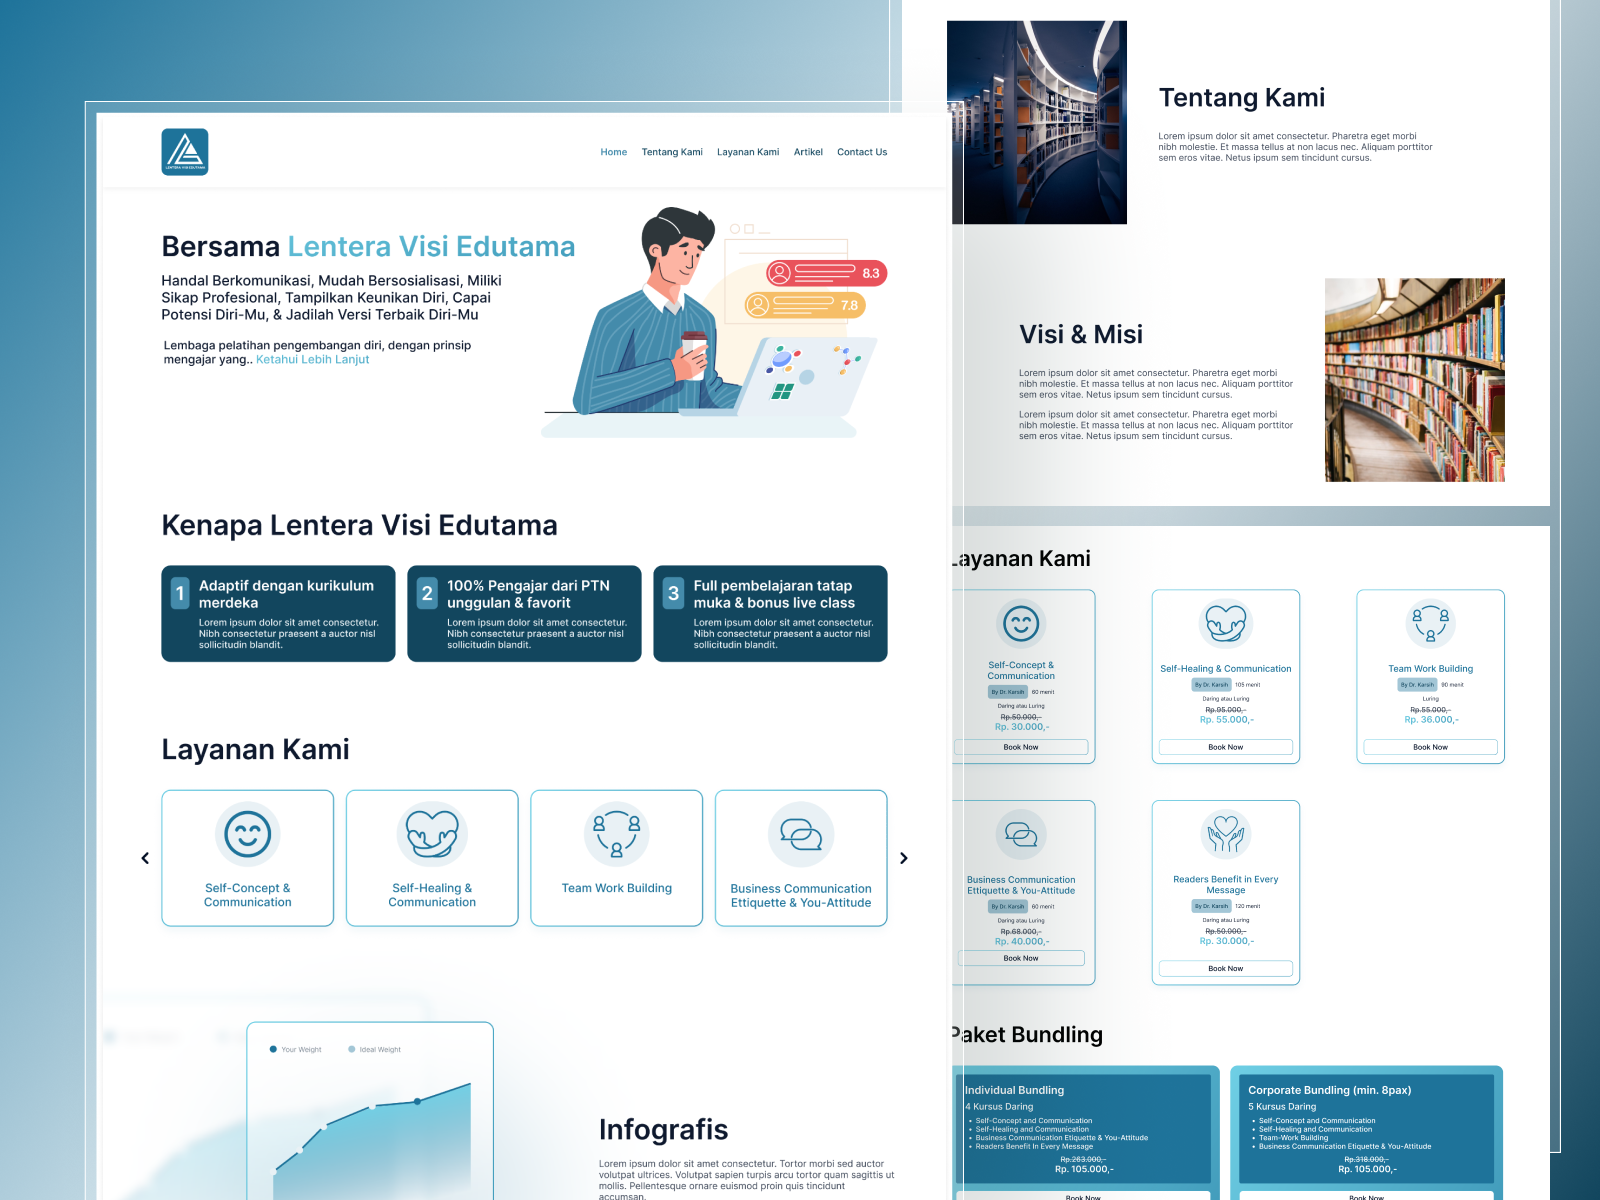 LENTERA VISI EDUTAMA
Home
Tentang Kami
Layanan Kami
Artikel
Contact Us
Bersama Lentera Visi Edutama
Handal Berkomunikasi, Mudah Bersosialisasi, Miliki
Sikap Profesional, Tampilkan Keunikan Diri, Capai
Potensi Diri-Mu, & Jadilah Versi Terbaik Diri-Mu
Lembaga pelatihan pengembangan diri, dengan prinsip
mengajar yang.. Ketahui Lebih Lanjut
8.3
7.8
Kenapa Lentera Visi Edutama
1
Adaptif dengan kurikulum
merdeka
Lorem ipsum dolor sit amet consectetur.
Nibh consectetur praesent a auctor nisl
sollicitudin blandit.
2
100% Pengajar dari PTN
unggulan & favorit
Lorem ipsum dolor sit amet consectetur.
Nibh consectetur praesent a auctor nisl
sollicitudin blandit.
3
Full pembelajaran tatap
muka & bonus live class
Lorem ipsum dolor sit amet consectetur.
Nibh consectetur praesent a auctor nisl
sollicitudin blandit.
Layanan Kami
Self-Concept &
Communication
Self-Healing &
Communication
Team Work Building
Business Communication
Ettiquette & You-Attitude
Your Weight
Ideal Weight
Infografis
Lorem ipsum dolor sit amet consectetur. Tortor morbi sed auctor
volutpat ultrices. Volutpat sapien turpis arcu tortor quam sagittis ut
mollis. Pellentesque ornare euismod proin quis tincidunt
accumsan.
Tentang Kami
Lorem ipsum dolor sit amet consectetur. Pharetra eget morbi
nibh molestie. Et massa tellus at non lacus nec. Aliquam porttitor
sem eros vitae. Netus ipsum sem tincidunt cursus.
Visi & Misi
Lorem ipsum dolor sit amet consectetur. Pharetra eget morbi
nibh molestie. Et massa tellus at non lacus nec. Aliquam porttitor
sem eros vitae. Netus ipsum sem tincidunt cursus.
Lorem ipsum dolor sit amet consectetur. Pharetra eget morbi
nibh molestie. Et massa tellus at non lacus nec. Aliquam porttitor
sem eros vitae. Netus ipsum sem tincidunt cursus.
Layanan Kami
Self-Concept &
Communication
By Dr. Karsih 60 menit
Daring atau Luring
Rp.50.000,-
Rp. 30.000,-
Book Now
Self-Healing & Communication
By Dr. Karsih 105 menit
Daring atau Luring
Rp.95.000,-
Rp. 55.000,-
Book Now
Team Work Building
By Dr. Karsih 90 menit
Luring
Rp.55.000,-
Rp. 36.000,-
Book Now
Business Communication
Ettiquette & You-Attitude
By Dr. Karsih 60 menit
Daring atau Luring
Rp.68.000,-
Rp. 40.000,-
Book Now
Readers Benefit in Every
Message
By Dr. Karsih 120 menit
Daring atau Luring
Rp.50.000,-
Rp. 30.000,-
Book Now
Paket Bundling
Individual Bundling
4 Kursus Daring
• Self-Concept and Communication
• Self-Healing and Communication
• Business Communication Etiquette & You-Attitude
• Readers Benefit In Every Message
Rp.263.000,-
Rp. 105.000,-
Book Now
Corporate Bundling (min. 8pax)
5 Kursus Daring
• Self-Concept and Communication
• Self-Healing and Communication
• Team-Work Building
• Business Communication Etiquette & You-Attitude
Rp.318.000,-
Rp. 105.000,-
Book Now